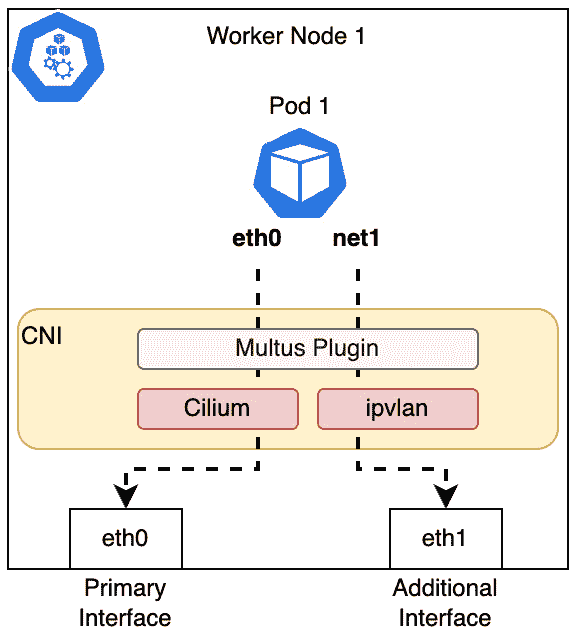 Worker Node 1
Pod 1
eth0 net1
CNI
Multus Plugin
Cilium
ipvlan
eth0
eth1
Primary
Interface
Additional
Interface